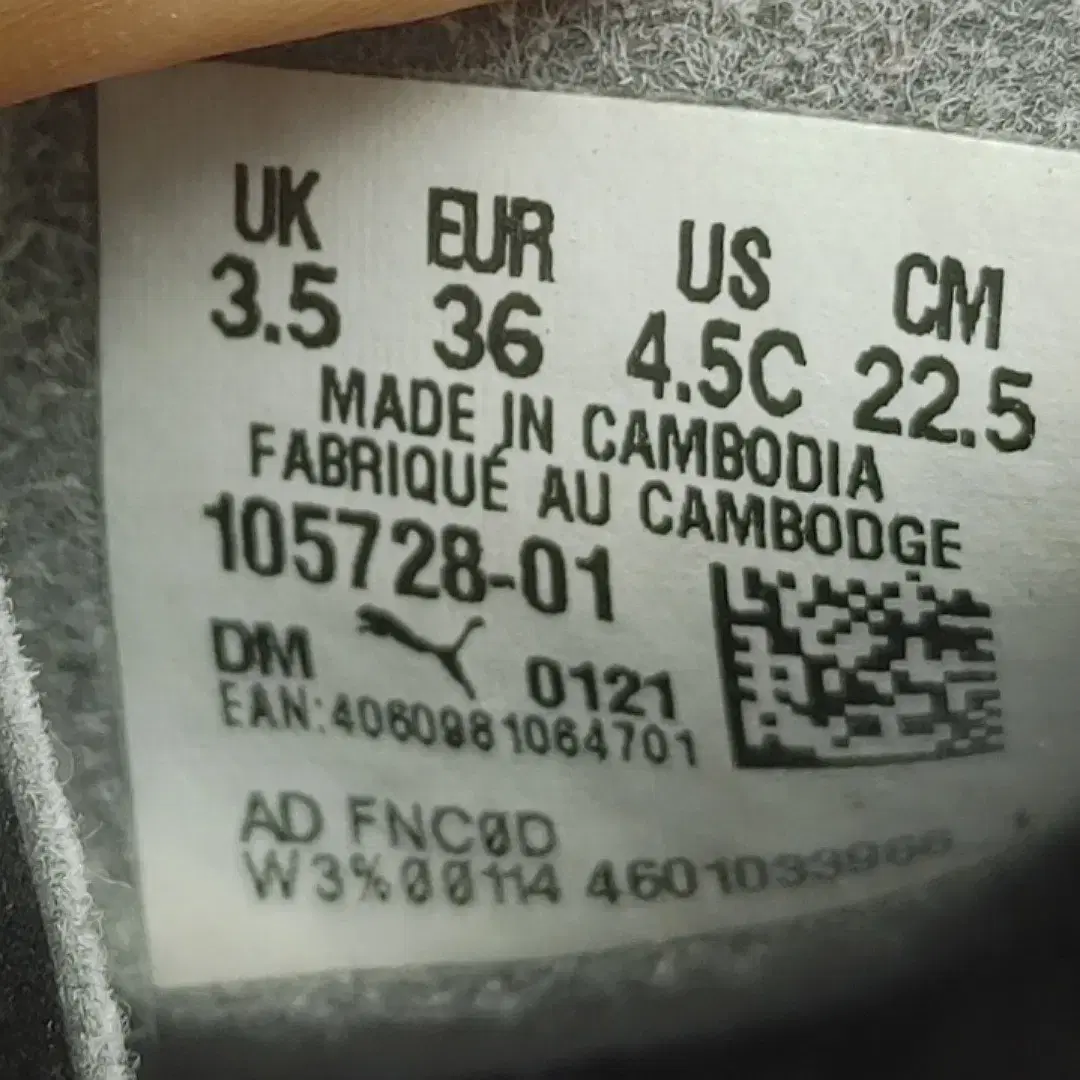 UK EUR US CM
3.5 36 4.5C 22.5
MADE IN CAMBODIA
FABRIQUÉ AU CAMBODGE
105728-01
DM 0121
EAN:4060981064701
AD FNC0D
W3%00114